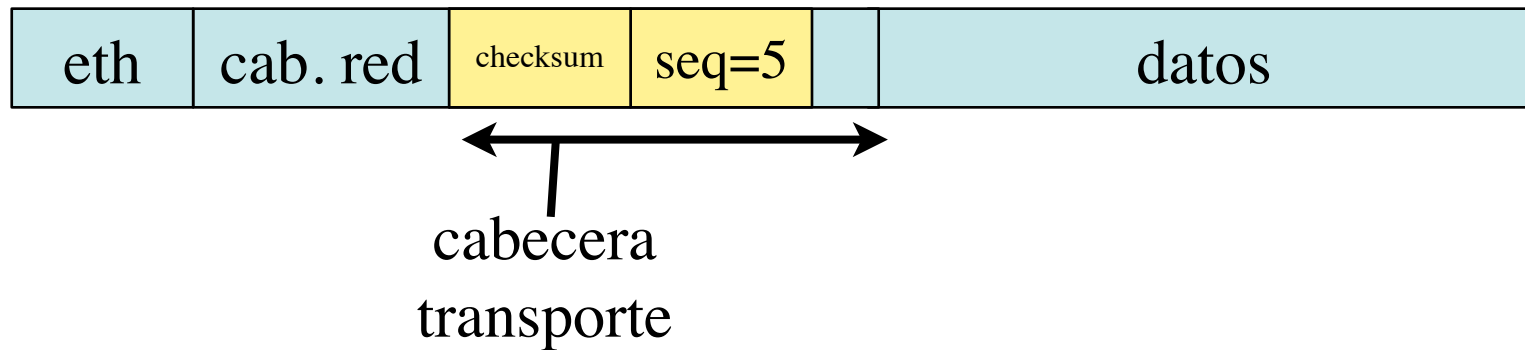 eth cab. red checksum seq=5 datos
cabecera
transporte